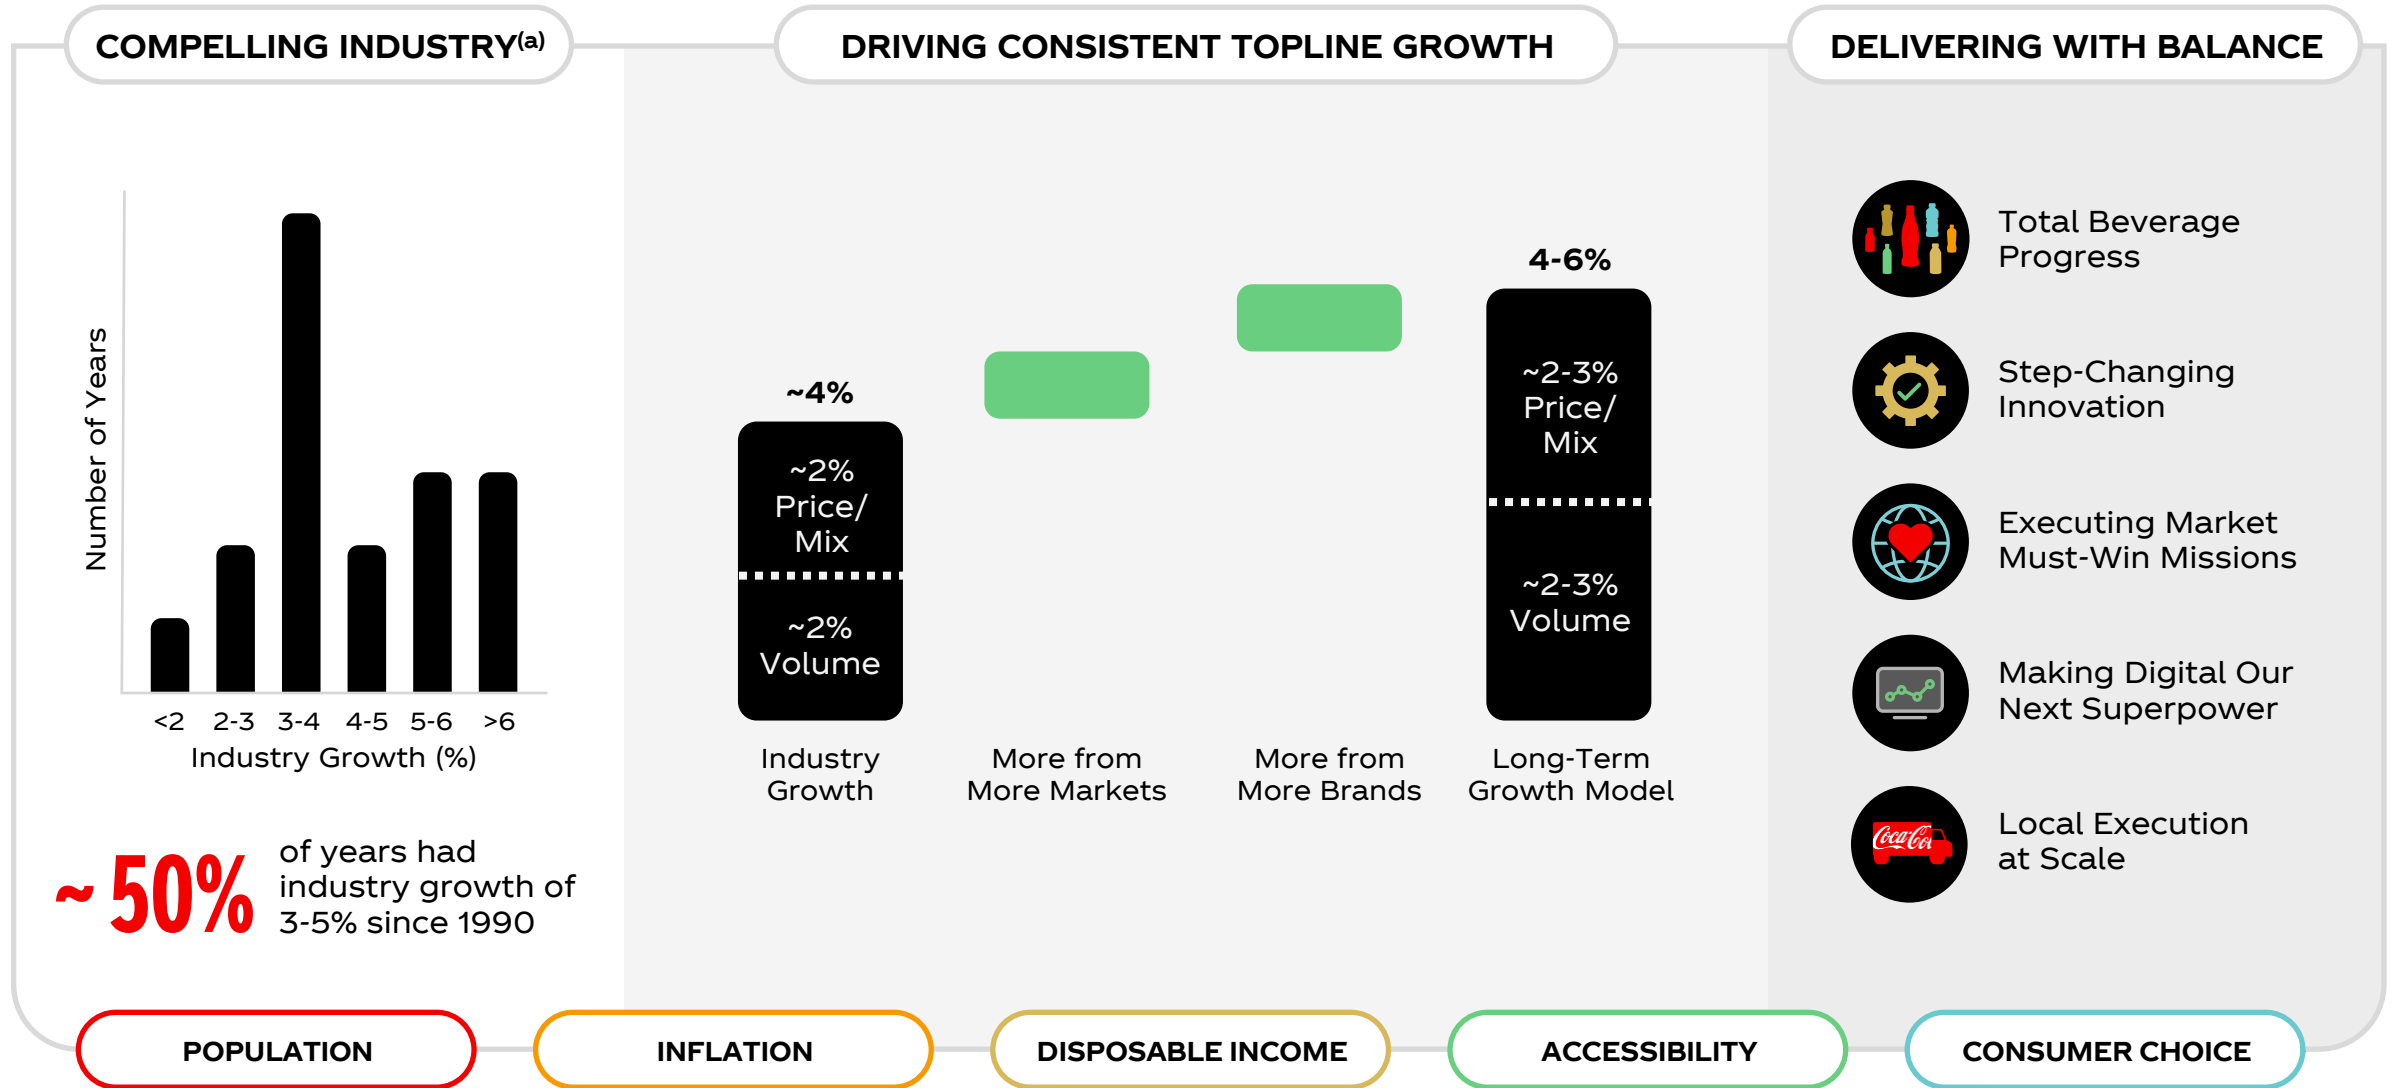 COMPELLING INDUSTRY(a)
Number of Years
<2 2-3 3-4 4-5 5-6 >6
Industry Growth (%)
~ 50%
of years had
industry growth of
3-5% since 1990
DRIVING CONSISTENT TOPLINE GROWTH
~4%
~2%
Price/
Mix
~2%
Volume
Industry
Growth
More from
More Markets
More from
More Brands
4-6%
~2-3%
Price/
Mix
~2-3%
Volume
Long-Term
Growth Model
DELIVERING WITH BALANCE
Total Beverage
Progress
Step-Changing
Innovation
Executing Market
Must-Win Missions
Making Digital Our
Next Superpower
Coca-Col
Local Execution
at Scale
POPULATION
INFLATION
DISPOSABLE INCOME
ACCESSIBILITY
CONSUMER CHOICE